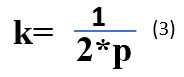 k= 1 (3)
2*p